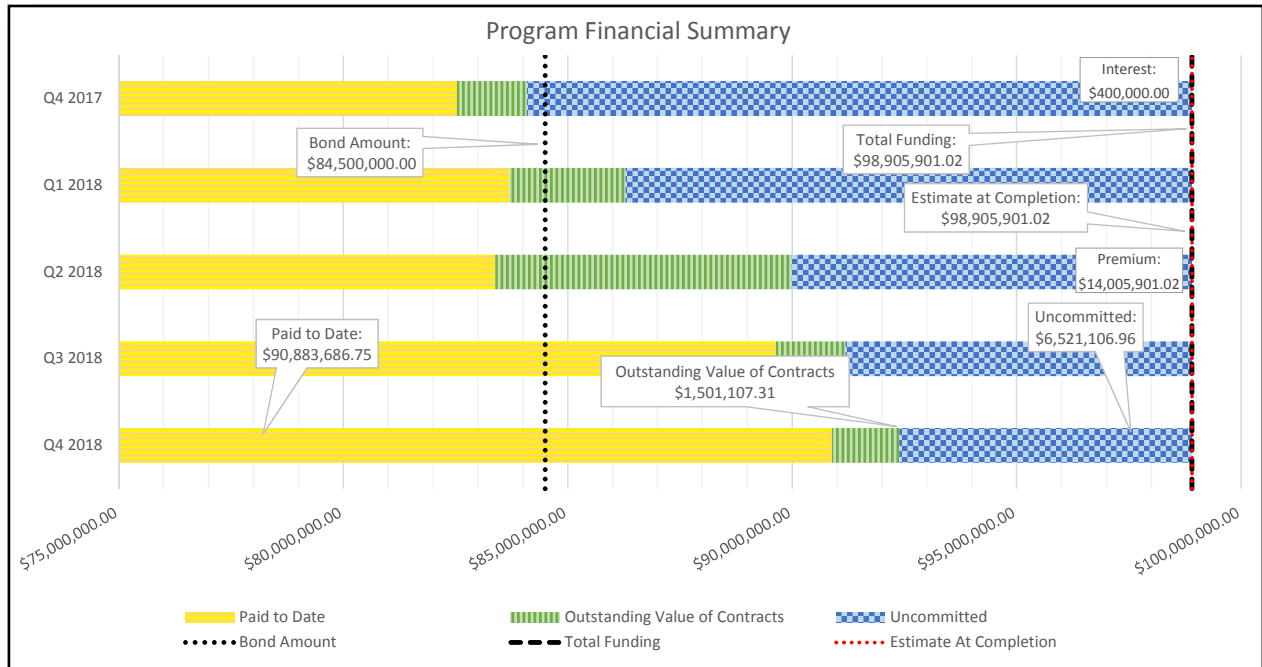 Program Financial Summary
Q4 2017
Interest:
$400,000.00
Bond Amount:
$84,500,000.00
Total Funding:
$98,905,901.02
Q1 2018
Estimate at Completion:
$98,905,901.02
Q2 2018
Premium:
$14,005,901.02
Paid to Date:
$90,883,686.75
Uncommitted:
$6,521,106.96
Q3 2018
Outstanding Value of Contracts
$1,501,107.31
Q4 2018
$75,000,000.00
$80,000,000.00
$85,000,000.00
$90,000,000.00
$95,000,000.00
$100,000,000.00
Paid to Date
Outstanding Value of Contracts
Uncommitted
Bond Amount
Total Funding
Estimate At Completion